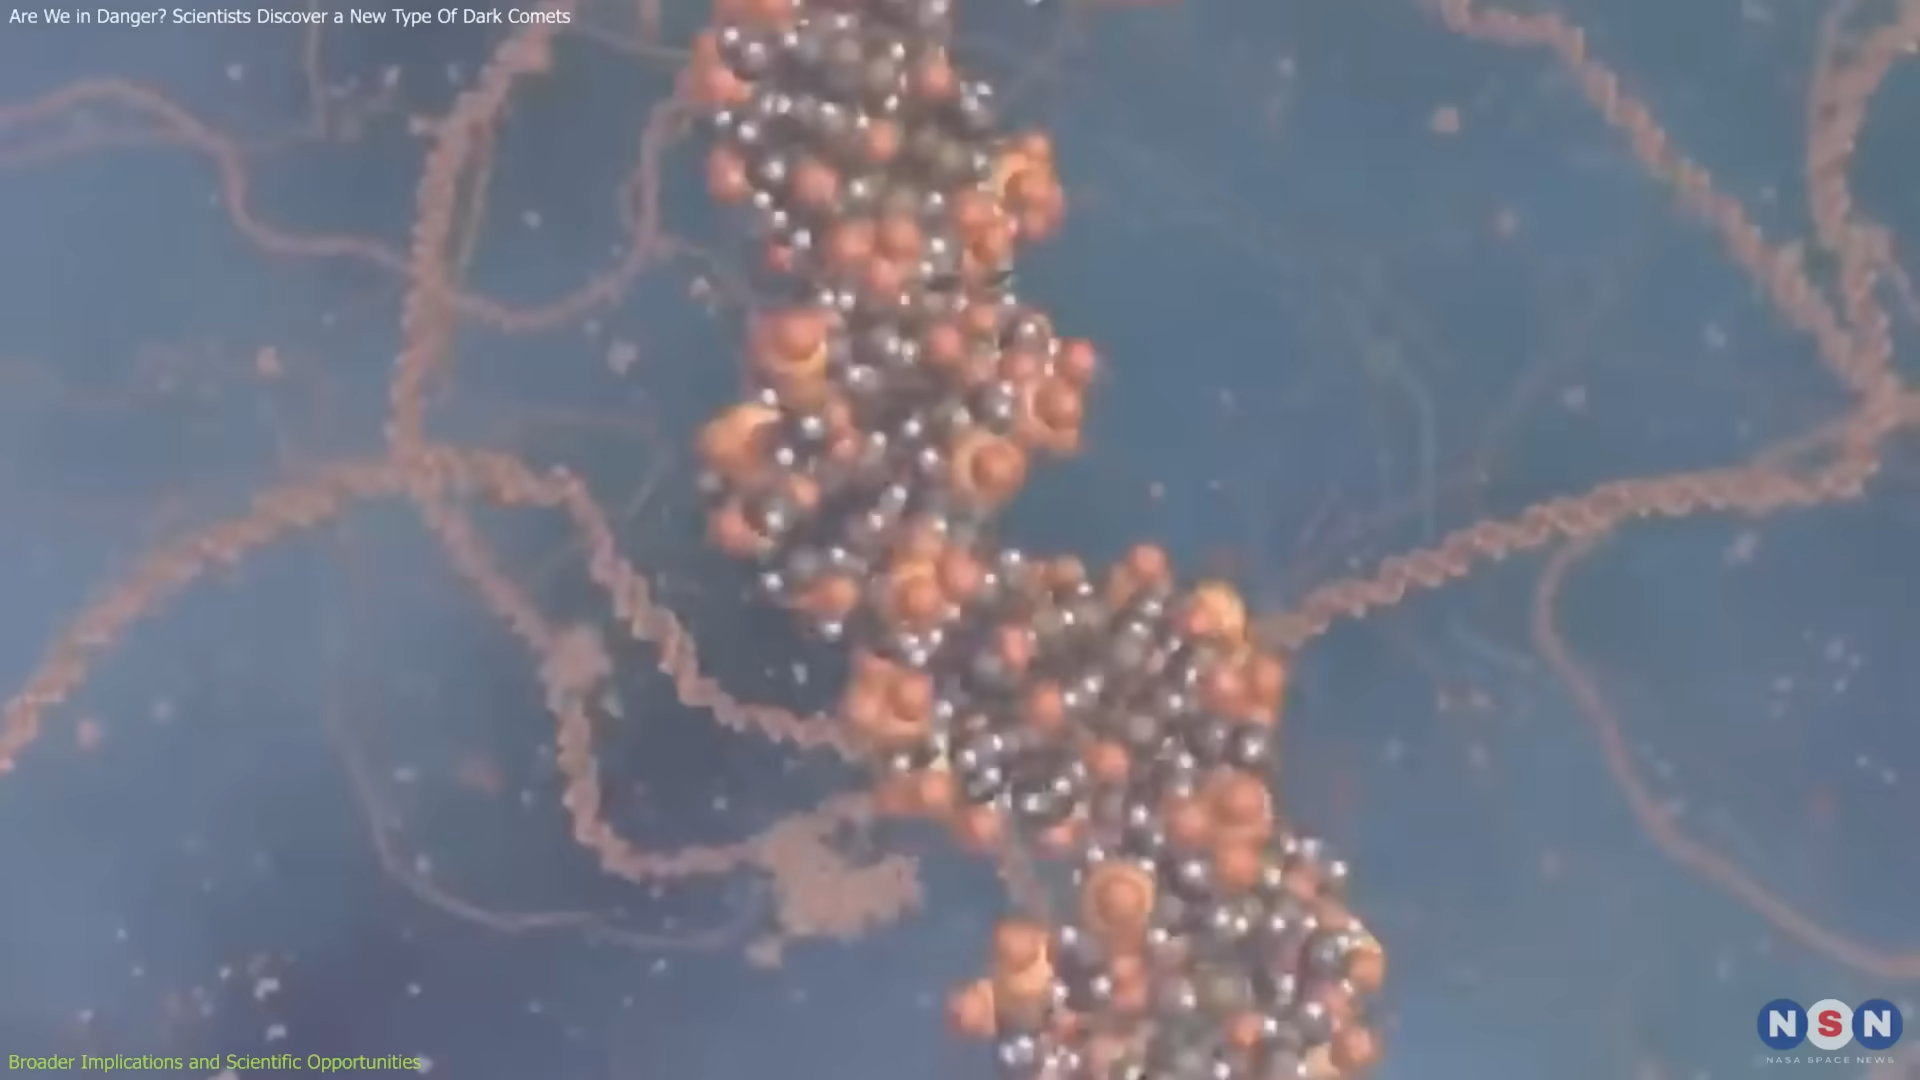 Are We in Danger? Scientists Discover a New Type Of Dark Comets
Broader Implications and Scientific Opportunities
NSN
NASA SPACE NEWS